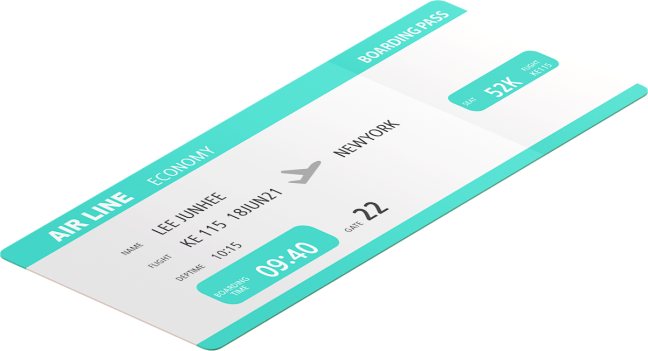 AIR LINE ECONOMY BOARDING PASS
NAME LEE JUNHEE
FLIGHT KE 115 18JUN21 NEWYORK
DEPTIME 10:15
BOARDING TIME 09:40
GATE 22
SEAT 52K FLIGHT KE115